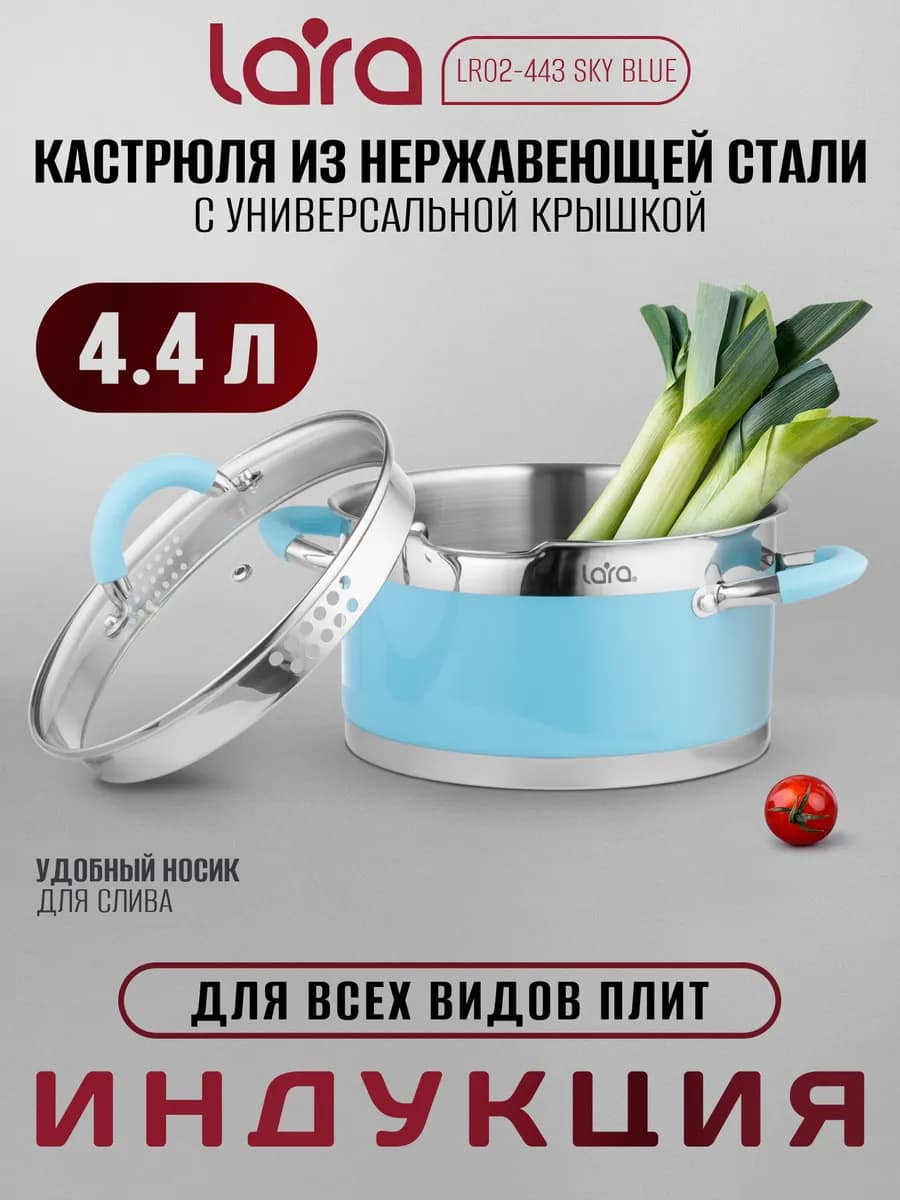 Lara
LR02-443 SKY BLUE
КАСТРЮЛЯ ИЗ НЕРЖАВЕЮЩЕЙ СТАЛИ
С УНИВЕРСАЛЬНОЙ КРЫШКОЙ
4.4 л
Lara®
УДОБНЫЙ НОСИК
ДЛЯ СЛИВА
ДЛЯ ВСЕХ ВИДОВ ПЛИТ
ИНДУКЦИЯ